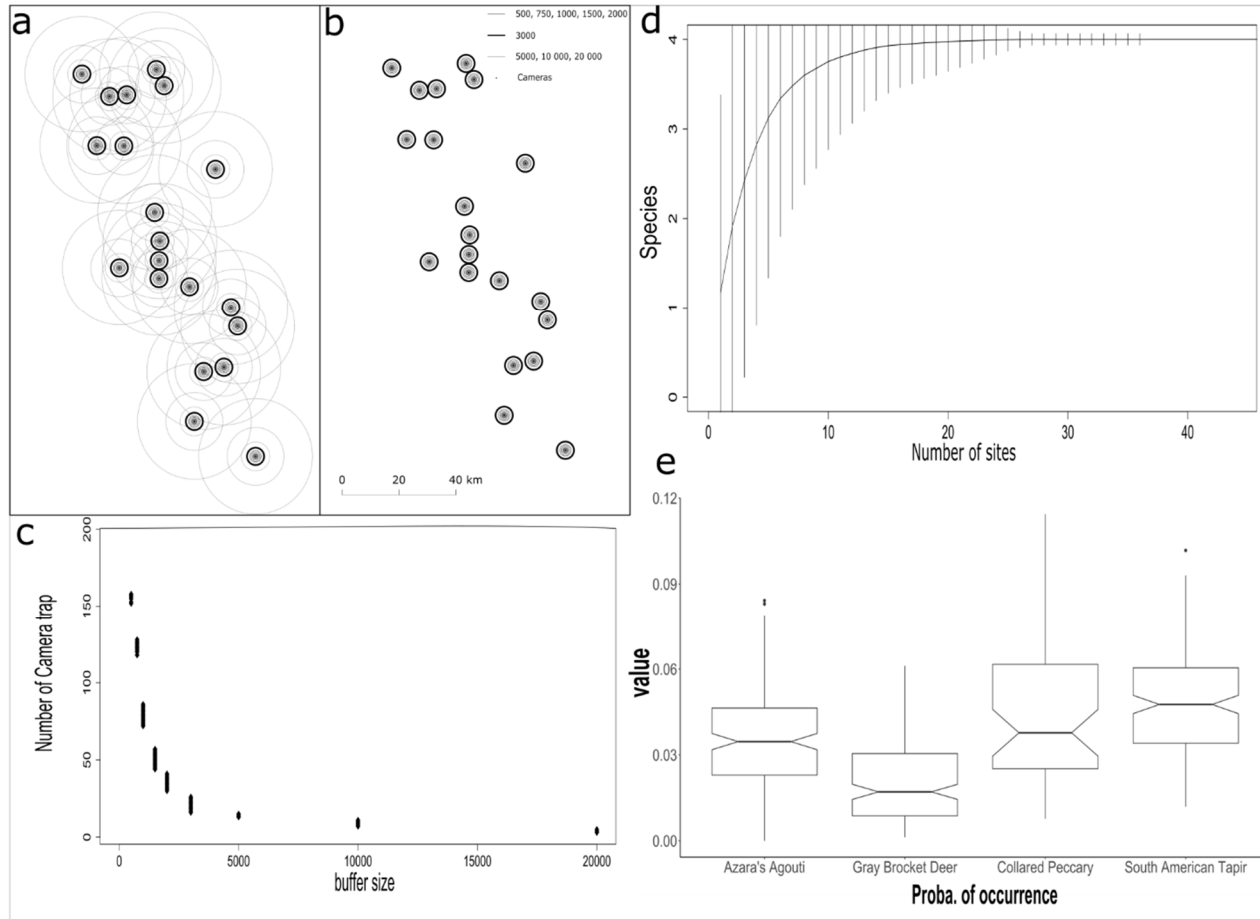 a
b
500, 750, 1000, 1500, 2000
3000
5000, 10 000, 20 000
Cameras
0 20 40 km
c
Number of Camera trap
200
150
100
50
0
0 5000 10000 15000 20000
buffer size
d
Species
4
3
2
1
0
0 10 20 30 40
Number of sites
e
value
0.12
0.09
0.06
0.03
0.00
Azara's Agouti Gray Brocket Deer Collared Peccary South American Tapir
Proba. of occurrence